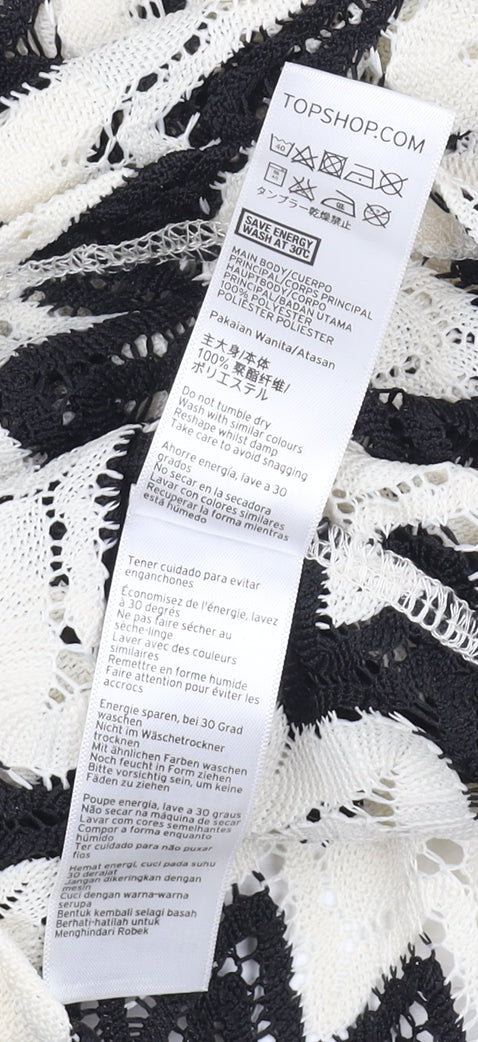 TOPSHOP.COM
40
タンブラー乾燥禁止
SAVE ENERGY
WASH AT 30°C
MAIN BODY/CUERPO
PRINCIPAL/CORPS PRINCIPAL
HAUPTBODY/CORPO
PRINCIPAL/BADAN UTAMA
100% POLYESTER
POLIESTER POLIESTER
Pakaian Wanita/Atasan
主大身/本体
100% 聚酯纤维/
ポリエステル
Do not tumble dry
Wash with similar colours
Reshape whilst damp
Take care to avoid snagging
Ahorre energía, lave a 30
grados
No secar en la secadora
Lavar con colores similares
Recuperar la forma mientras
está húmedo
Tener cuidado para evitar
enganchones
Économisez de l'énergie, lavez
à 30 degrés
Ne pas faire sécher au
sèche-linge
Laver avec des couleurs
similaires
Remettre en forme humide
Faire attention pour éviter les
accrocs
Energie sparen, bei 30 Grad
waschen
Nicht im Wäschetrockner
trocknen
Mit ähnlichen Farben waschen
Noch feucht in Form ziehen
Bitte vorsichtig sein, um keine
Fäden zu ziehen
Poupe energia, lave a 30 graus
Não secar na máquina de secar
Lavar com cores semelhantes
Compor a forma enquanto
húmido
Ter cuidado para não puxar
fios
Hemat energi, cuci pada suhu
30 derajat
Jangan dikeringkan dengan
mesin
Cuci dengan warna-warna
serupa
Bentuk kembali selagi basah
Berhati-hatilah untuk
Menghindari Robek